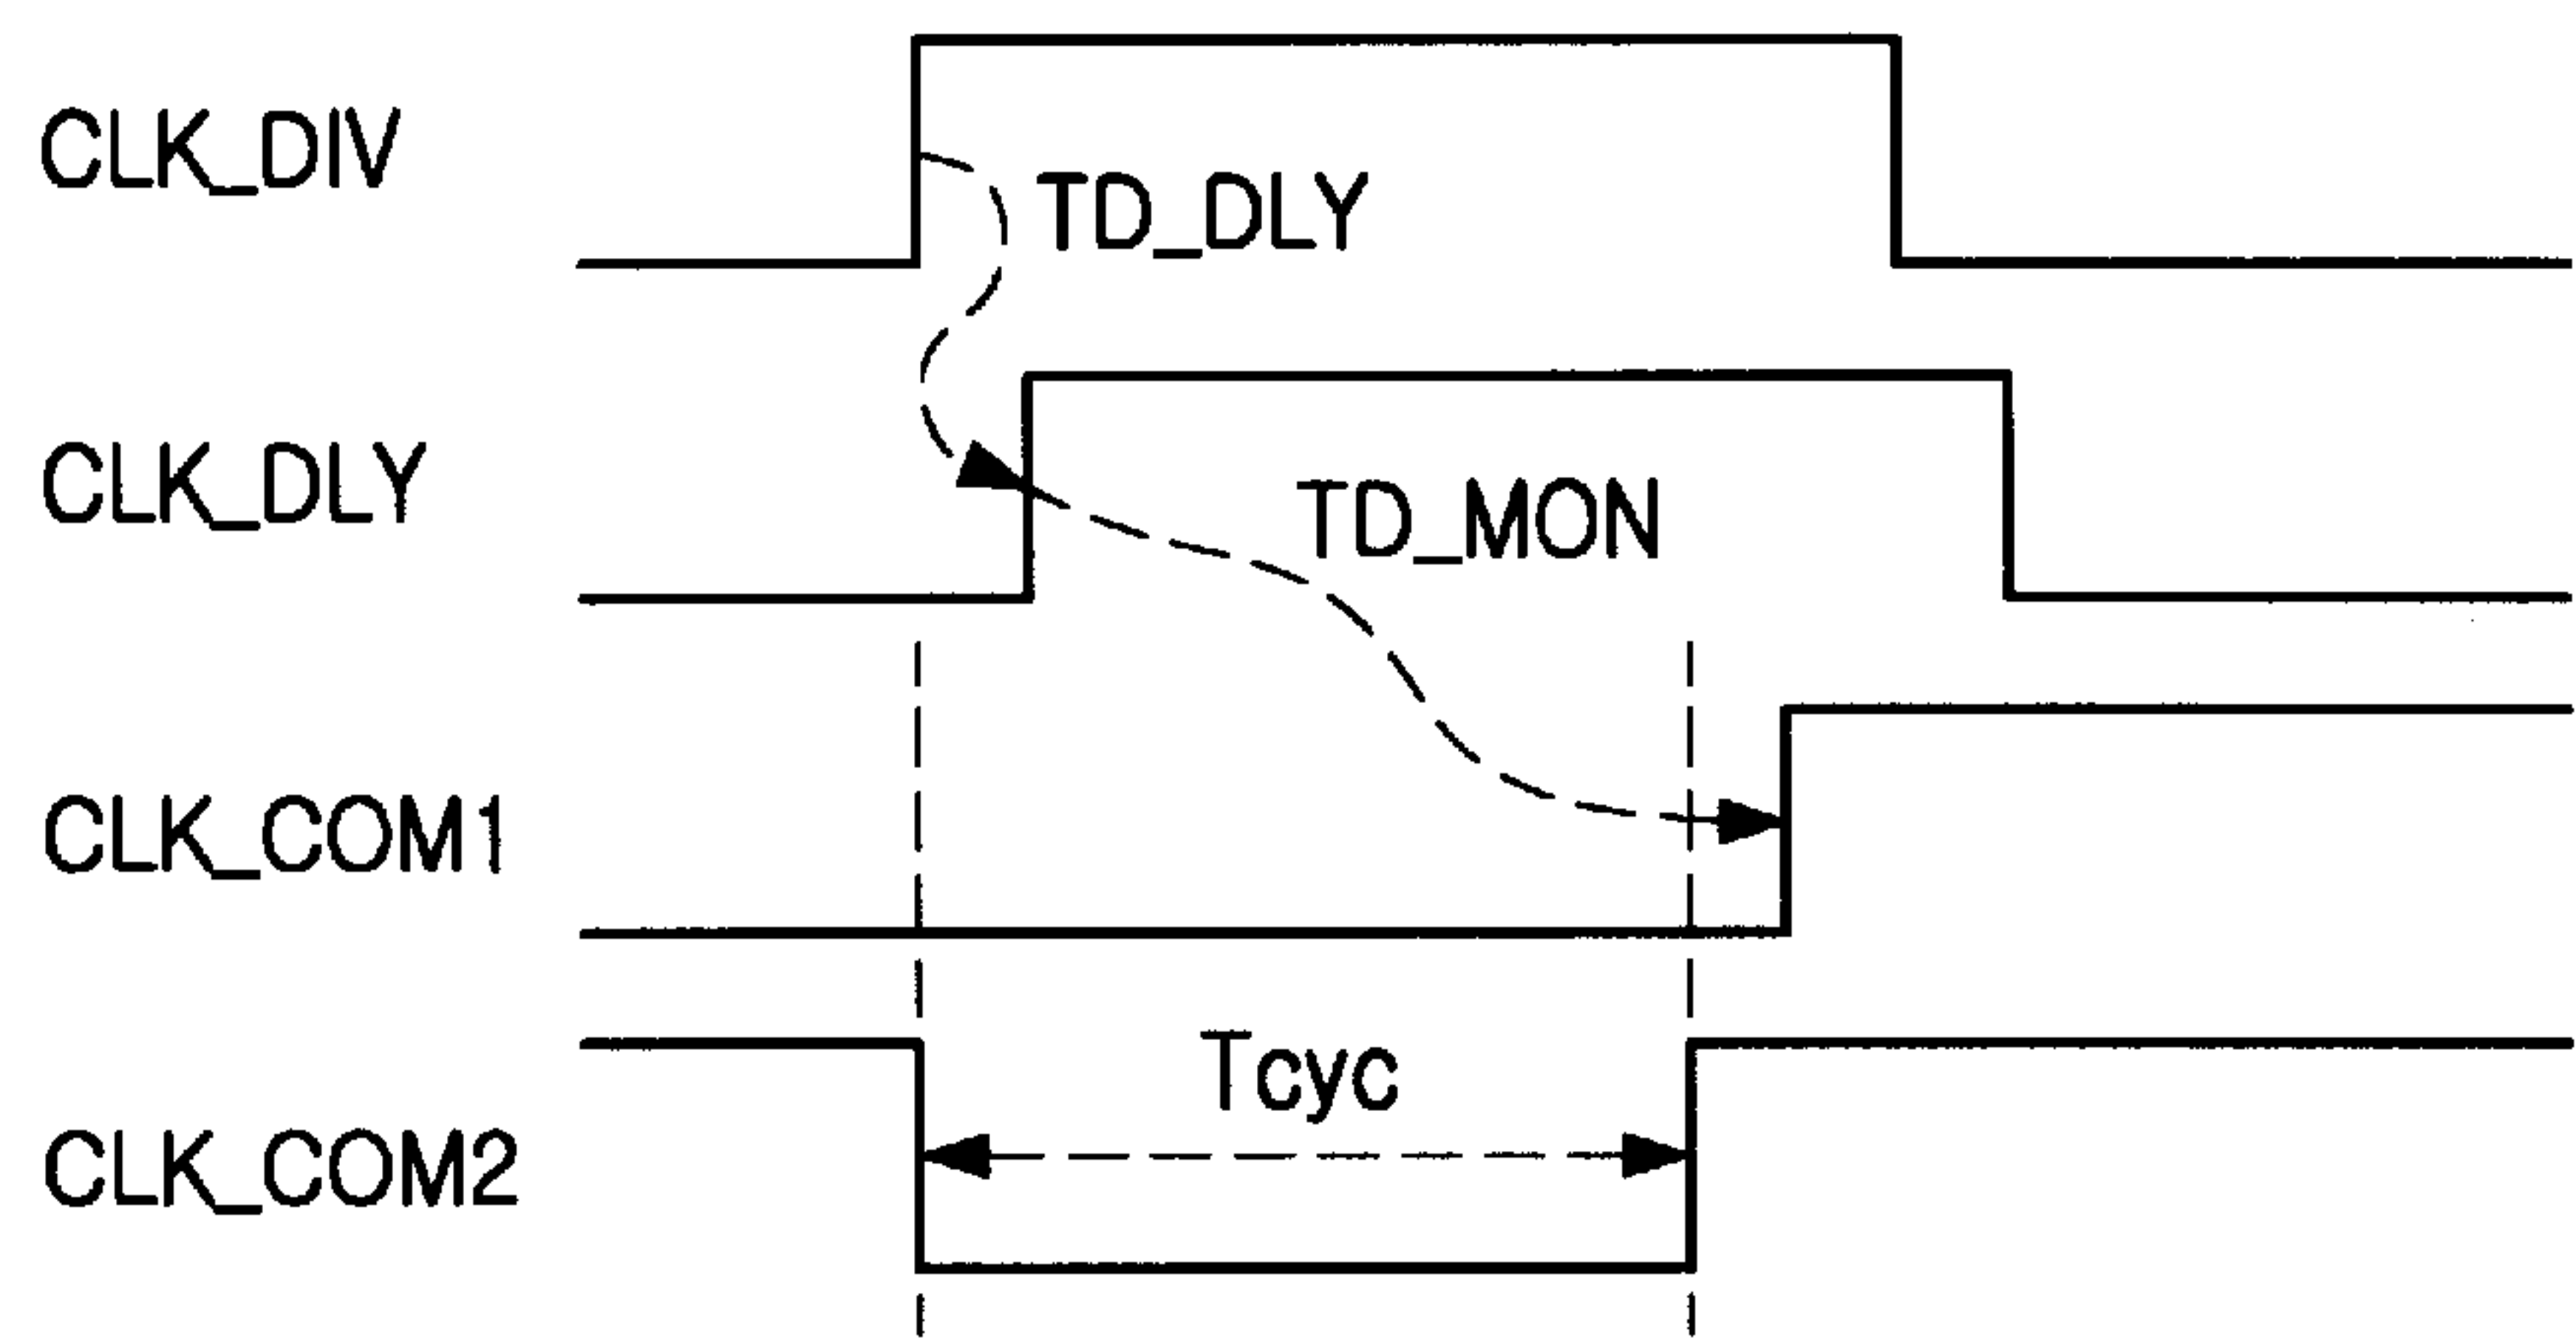 CLK_DIV
TD_DLY
CLK_DLY
TD_MON
CLK_COM1
Tcyc
CLK_COM2